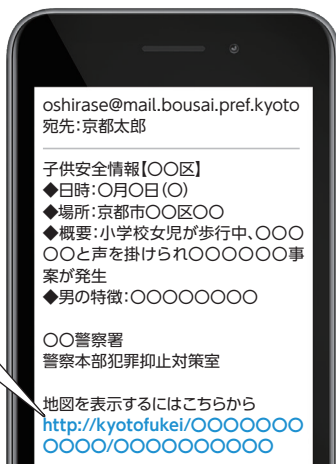 oshirase@mail.bousai.pref.kyoto
宛先：京都太郎
子供安全情報【〇〇区】
◆日時：〇月〇日（〇）
◆場所：京都市〇〇区〇〇
◆概要：小学校女児が歩行中、〇〇〇
〇〇と声を掛けられ〇〇〇〇〇〇事
案が発生
◆男の特徴：〇〇〇〇〇〇〇〇
〇〇警察署
警察本部犯罪抑止対策室
地図を表示するにはこちらから
http://kyotofukei/〇〇〇〇〇〇〇
〇〇〇〇/〇〇〇〇〇〇〇〇〇〇